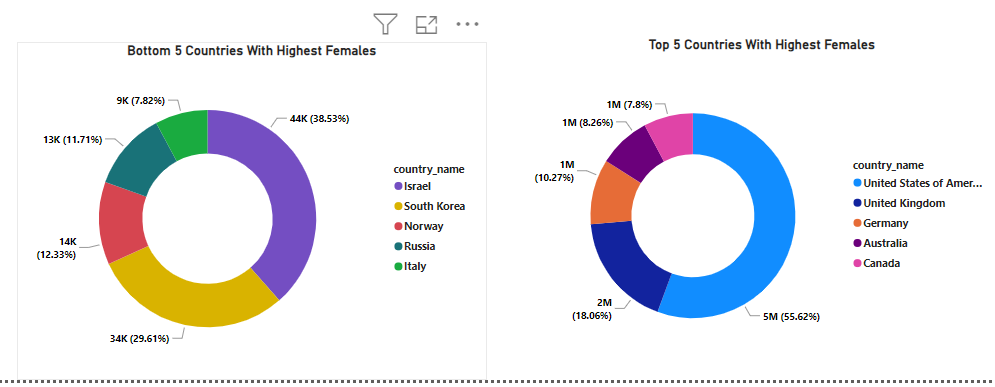 Bottom 5 Countries With Highest Females
9K (7.82%)
44K (38.53%)
13K (11.71%)
14K
(12.33%)
34K (29.61%)
country_name
Israel
South Korea
Norway
Russia
Italy
Top 5 Countries With Highest Females
1M (7.8%)
1M (8.26%)
1M
(10.27%)
2M
(18.06%)
5M (55.62%)
country_name
United States of Amer...
United Kingdom
Germany
Australia
Canada